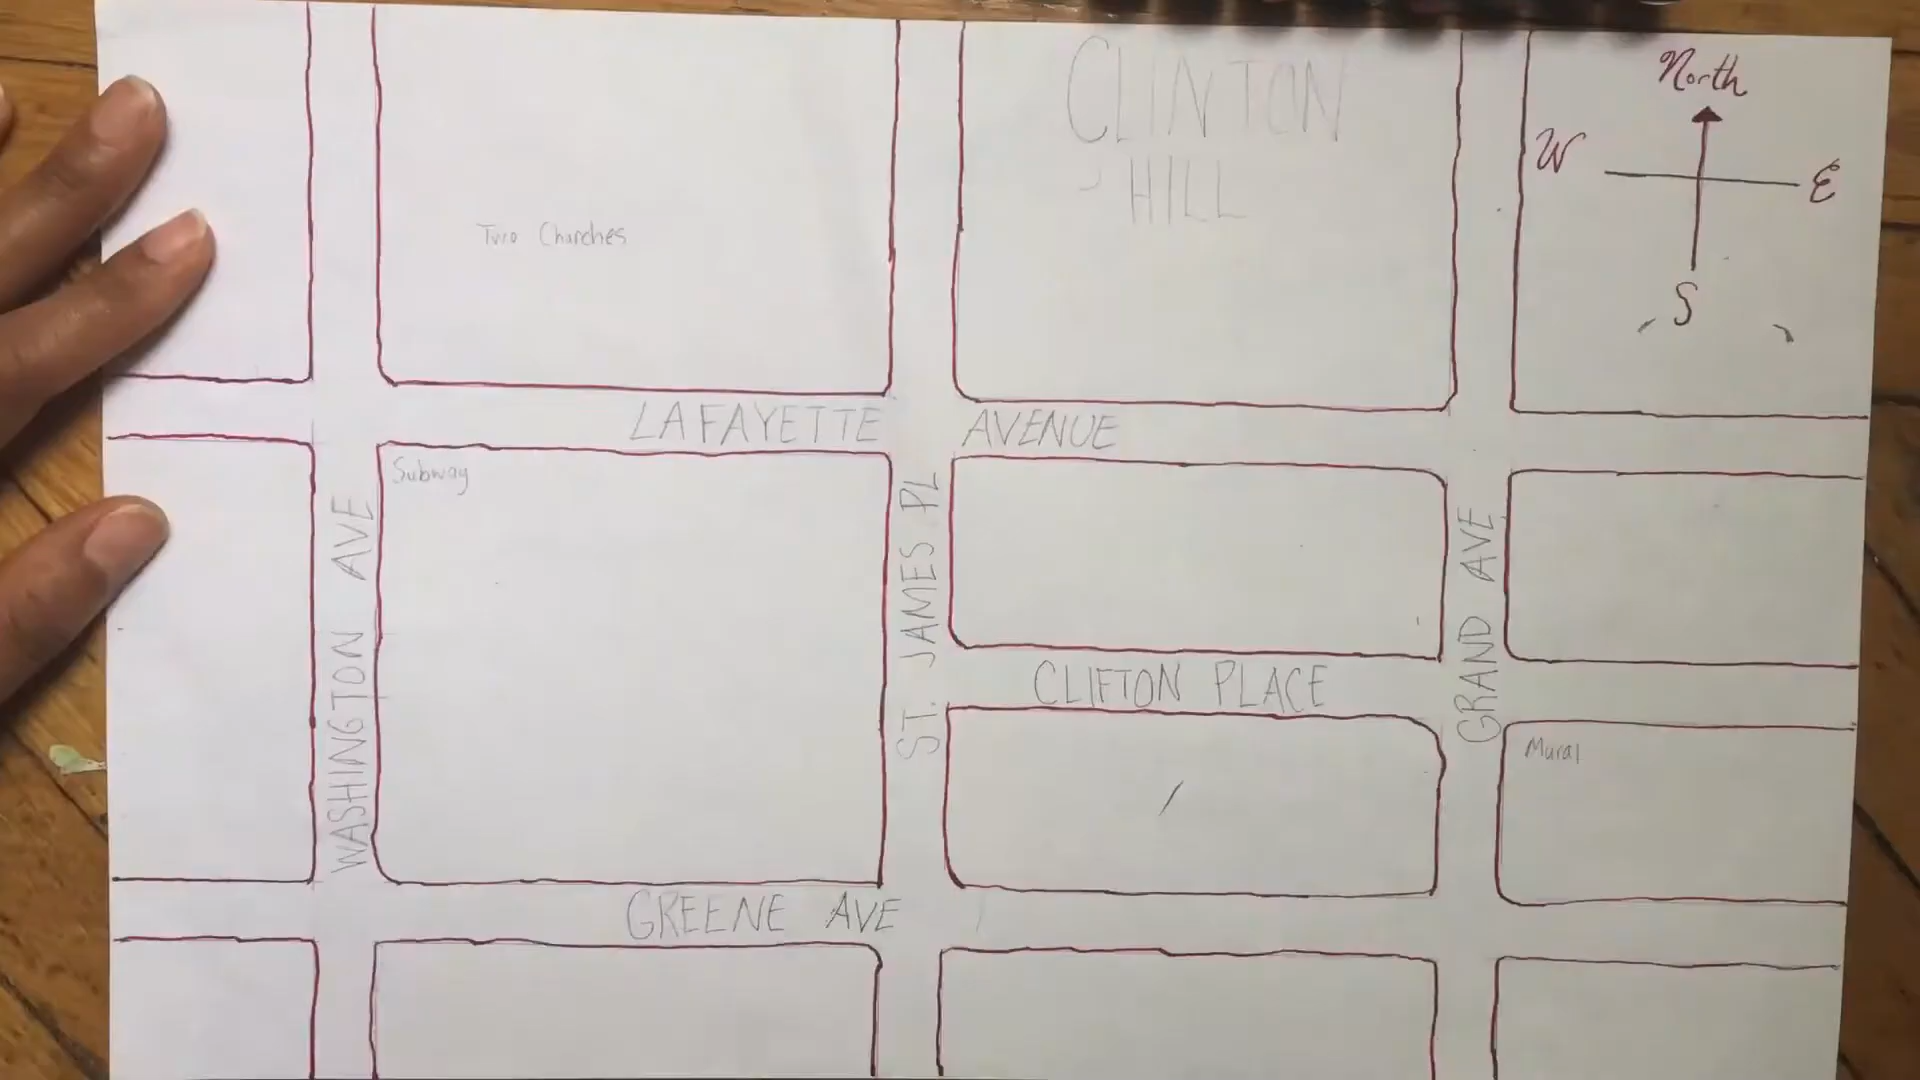 CLINTON
HILL
North
W
E
S
Two Churches
LAFAYETTE AVENUE
Subway
WASHINGTON AVE
ST. JAMES PL
GRAND AVE
CLIFTON PLACE
Mural
GREENE AVE